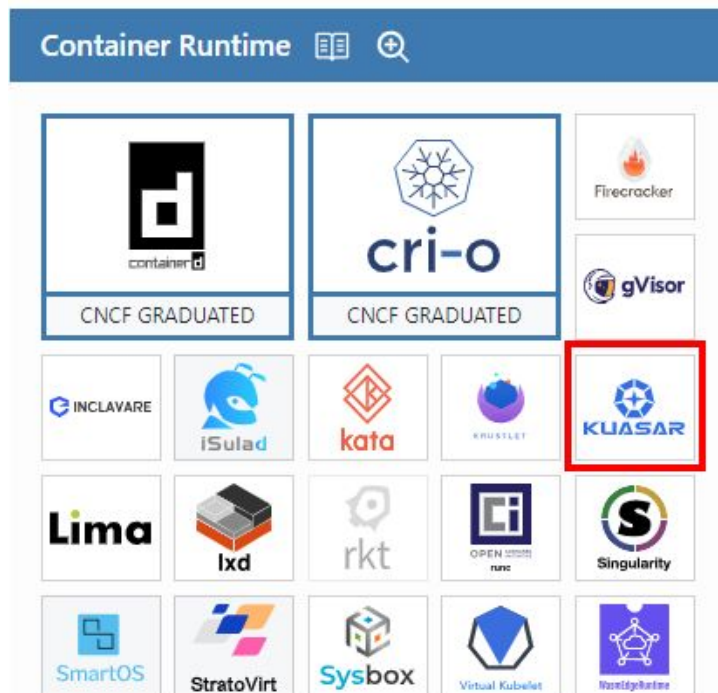 Container Runtime
containerd
CNCF GRADUATED
cri-o
CNCF GRADUATED
Firecracker
gVisor
INCLAVARE
iSulad
kata
KRUSTLET
KUASAR
Lima
lxd
rkt
OPEN
runc
Singularity
SmartOS
StratoVirt
Sysbox
Virtual Kubelet
WasmEdgeRuntime